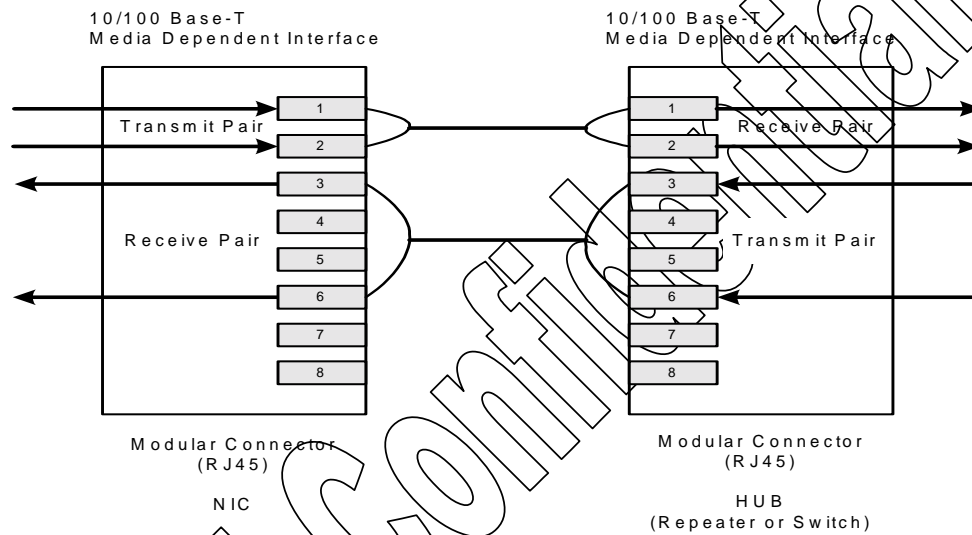 10/100 Base-T
Media Dependent Interface
10/100 Base-T
Media Dependent Interface
1
Transmit Pair
2
3
4
Receive Pair
5
6
7
8
1
Receive Pair
2
3
4
Transmit Pair
5
6
7
8
Modular Connector
(RJ45)
NIC
Modular Connector
(RJ45)
HUB
(Repeater or Switch)
Confidential